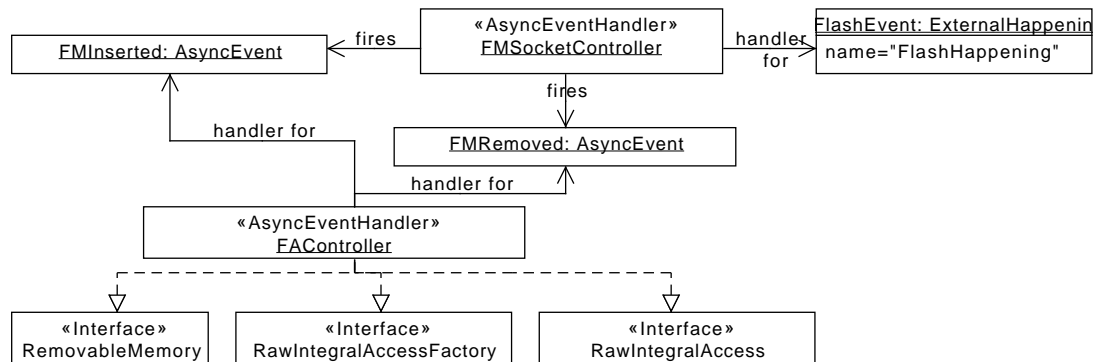 «AsyncEventHandler»
FMSocketController
FlashEvent: ExternalHappenin
name="FlashHappening"
FMInserted: AsyncEvent
fires
handler
for
fires
handler for
FMRemoved: AsyncEvent
handler for
«AsyncEventHandler»
FAController
«Interface»
RemovableMemory
«Interface»
RawIntegralAccessFactory
«Interface»
RawIntegralAccess